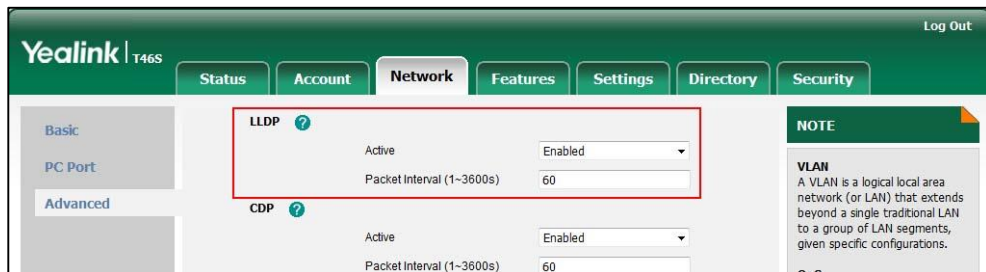 Log Out
Yealink | T46S
Status Account Network Features Settings Directory Security
Basic
PC Port
Advanced
LLDP ?
Active Enabled
Packet Interval (1~3600s) 60
CDP ?
Active Enabled
Packet Interval (1~3600s) 60
NOTE
VLAN
A VLAN is a logical local area
network (or LAN) that extends
beyond a single traditional LAN
to a group of LAN segments,
given specific configurations.